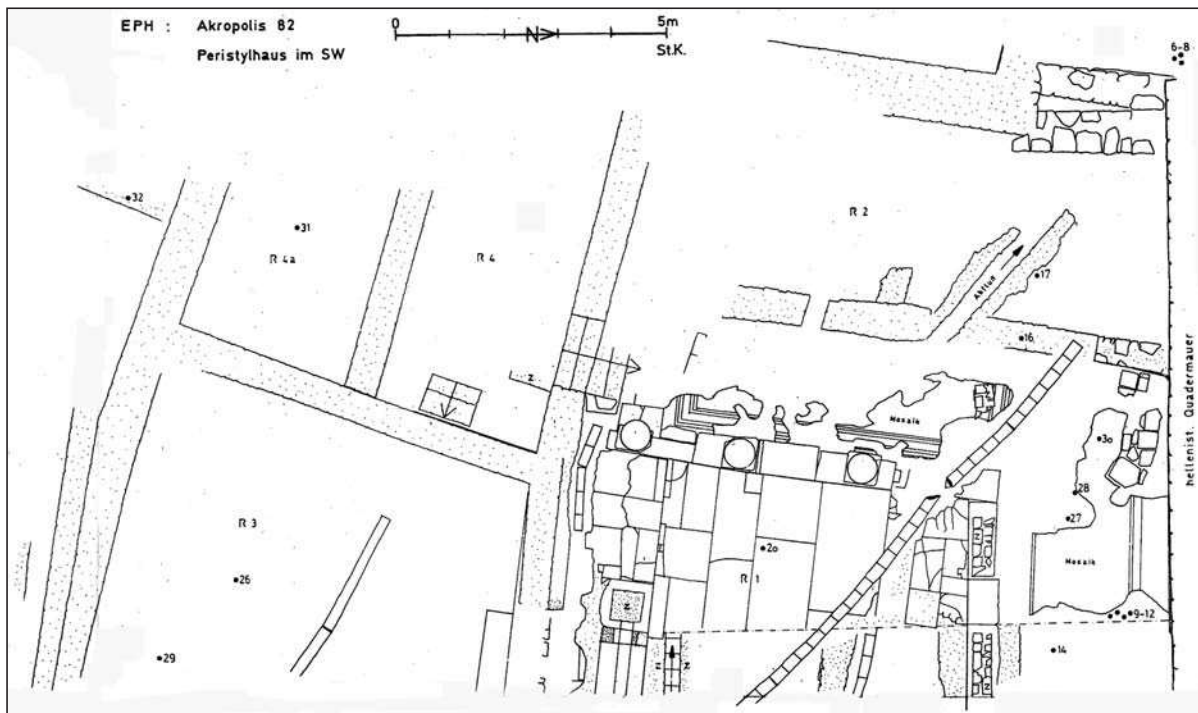 EPH : Akropolis 82
Peristylhaus im SW
0 5m
N
St.K.
6-8
32
31
R 2
R 4a
R 4
Abfluß
17
16
z
Mosaik
3o
hellenist. Quadermauer
28
27
R 3
2o
Mosaik
26
R 1
z
9-12
14
29
z
z
z